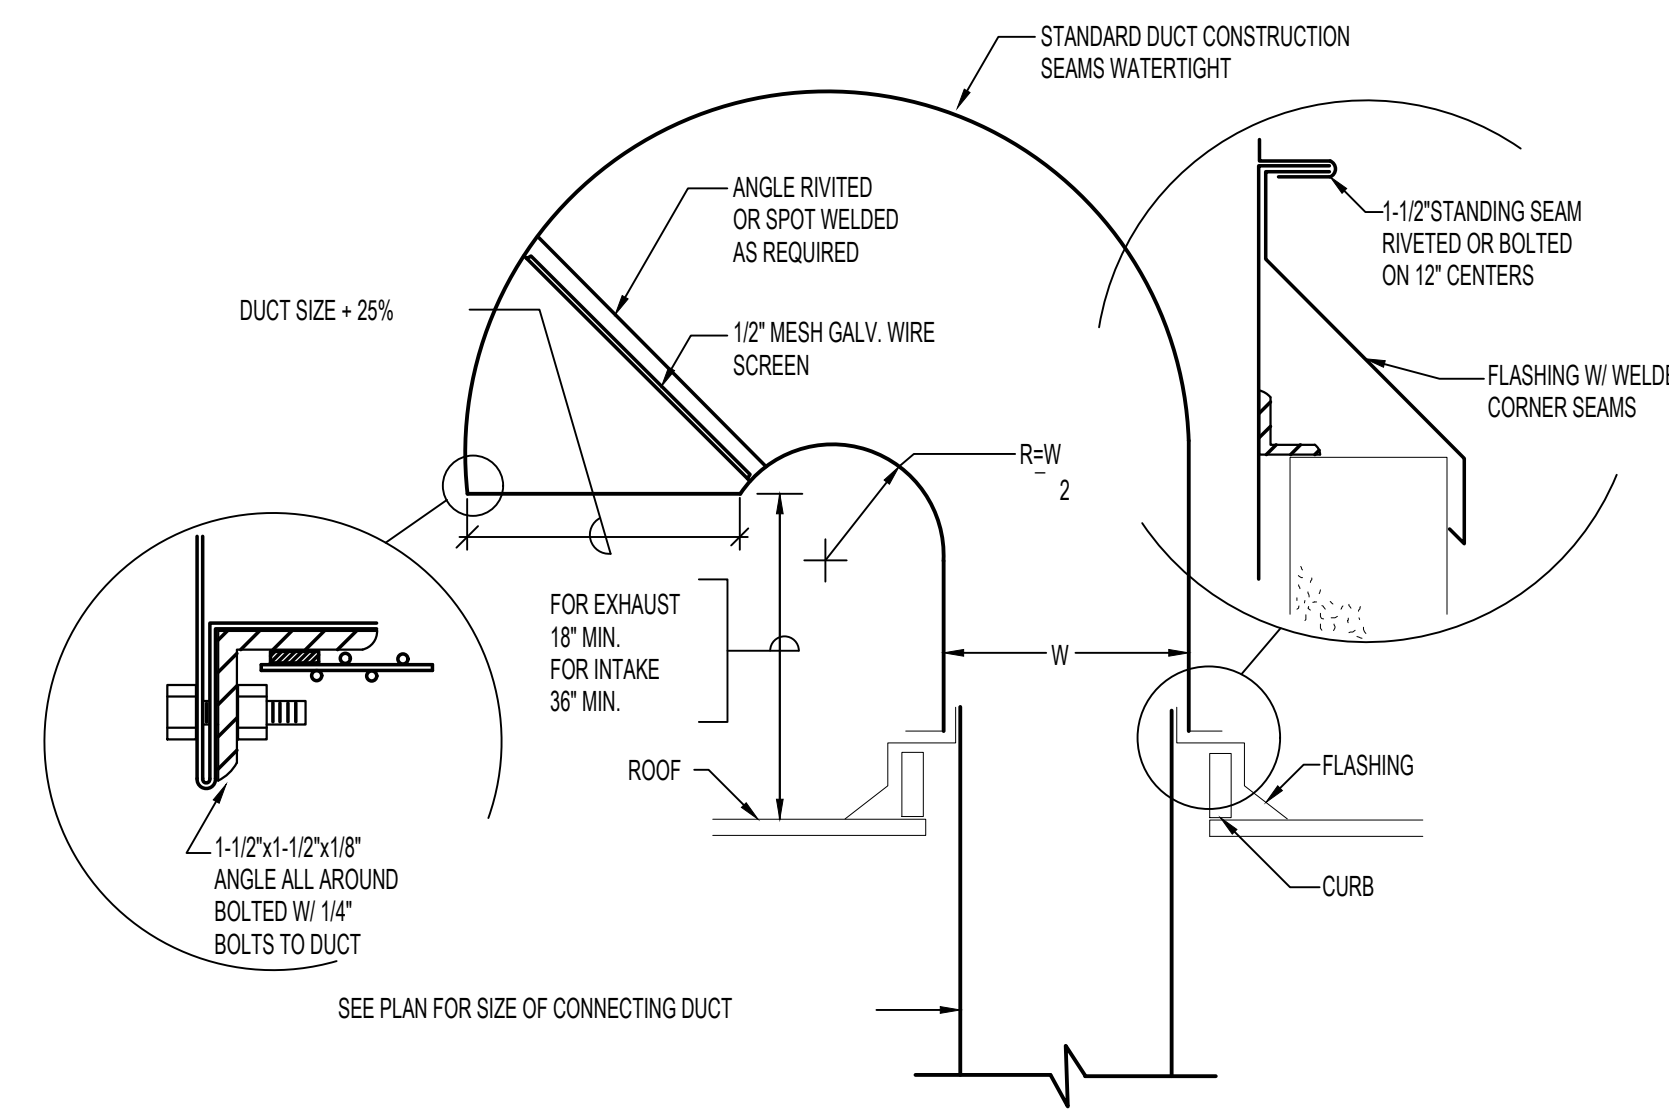 STANDARD DUCT CONSTRUCTION
SEAMS WATERTIGHT
ANGLE RIVITED
OR SPOT WELDED
AS REQUIRED
1-1/2"STANDING SEAM
RIVETED OR BOLTED
ON 12" CENTERS
DUCT SIZE + 25%
1/2" MESH GALV. WIRE
SCREEN
FLASHING W/ WELDE
CORNER SEAMS
R=W
2
FOR EXHAUST
18" MIN.
FOR INTAKE
36" MIN.
W
ROOF
FLASHING
1-1/2"x1-1/2"x1/8"
ANGLE ALL AROUND
BOLTED W/ 1/4"
BOLTS TO DUCT
CURB
SEE PLAN FOR SIZE OF CONNECTING DUCT